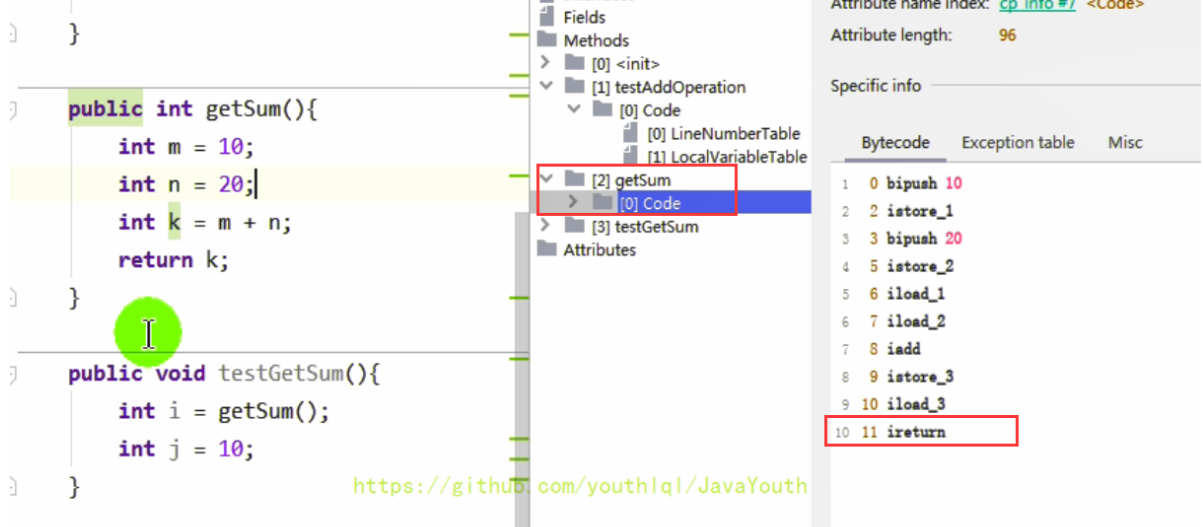 }
public int getSum(){
int m = 10;
int n = 20;
int k = m + n;
return k;
}
public void testGetSum(){
int i = getSum();
int j = 10;
}
Fields
Methods
[0] <init>
[1] testAddOperation
[0] Code
[0] LineNumberTable
[1] LocalVariableTable
[2] getSum
[0] Code
[3] testGetSum
Attributes
Attribute name index: cp_info #7 <Code>
Attribute length: 96
Specific info
Bytecode Exception table Misc
1 0 bipush 10
2 2 istore_1
3 3 bipush 20
4 5 istore_2
5 6 iload_1
6 7 iload_2
7 8 iadd
8 9 istore_3
9 10 iload_3
10 11 ireturn
https://github.com/youthlql/JavaYouth